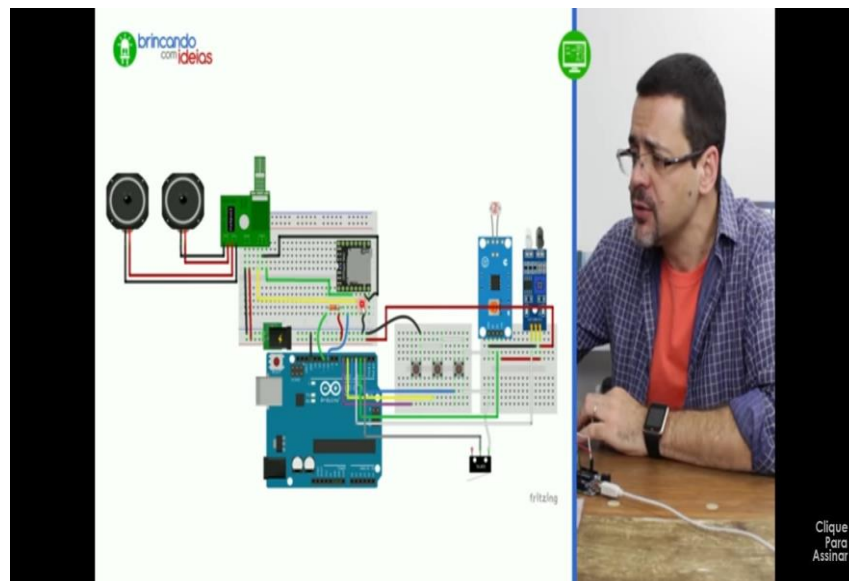 brincando
com ideias
fritzing
Clique
Para
Assinar